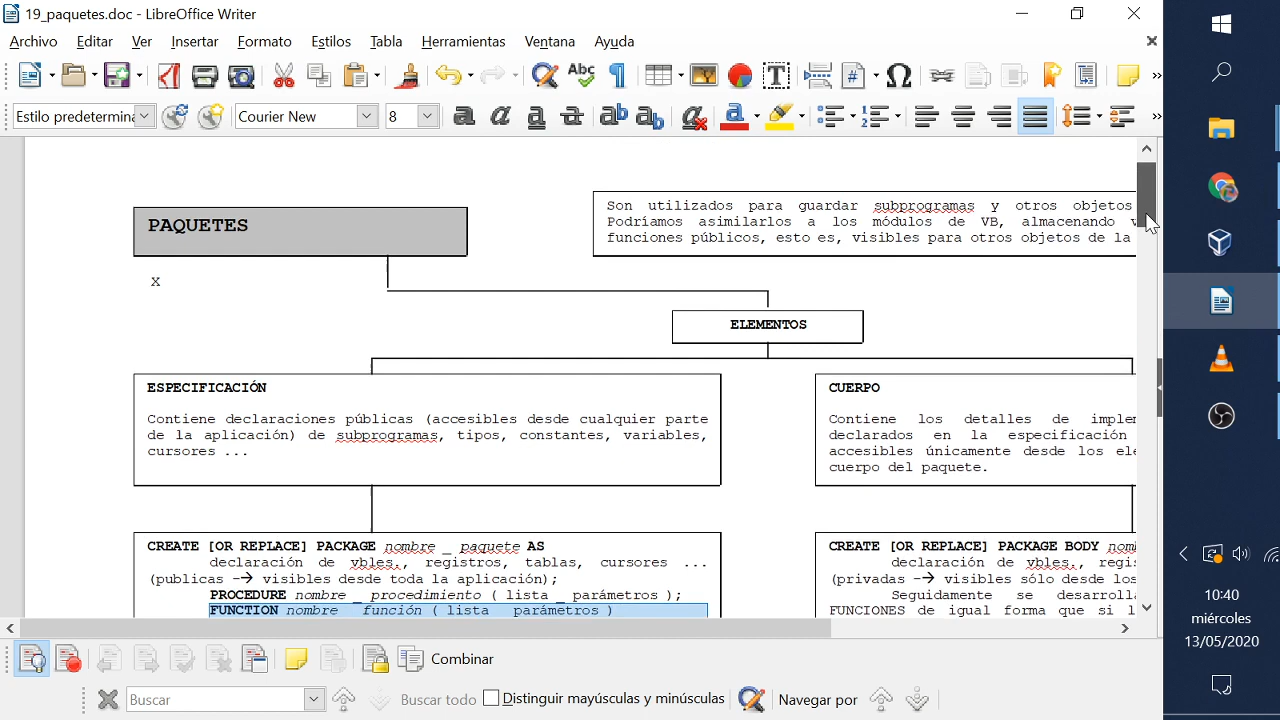 19_paquetes.doc - LibreOffice Writer
Archivo Editar Ver Insertar Formato Estilos Tabla Herramientas Ventana Ayuda
Estilo predetermina Courier New 8
PAQUETES
Son utilizados para guardar subprogramas y otros objetos
Podríamos asimilarlos a los módulos de VB, almacenando v
funciones públicos, esto es, visibles para otros objetos de la
x
ELEMENTOS
ESPECIFICACIÓN
Contiene declaraciones públicas (accesibles desde cualquier parte
de la aplicación) de subprogramas, tipos, constantes, variables,
cursores ...
CUERPO
Contiene los detalles de implem
declarados en la especificación
accesibles únicamente desde los ele
cuerpo del paquete.
CREATE [OR REPLACE] PACKAGE nombre _ paquete AS
declaración de vbles., registros, tablas, cursores ...
(publicas -→ visibles desde toda la aplicación);
PROCEDURE nombre _ procedimiento ( lista _ parámetros );
FUNCTION nombre _ función ( lista _ parámetros )
CREATE [OR REPLACE] PACKAGE BODY nom
declaración de vbles., regis
(privadas -→ visibles sólo desde los
Seguidamente se desarrolla
FUNCIONES de igual forma que si l
Combinar
Buscar Buscar todo Distinguir mayúsculas y minúsculas Navegar por
10:40
miércoles
13/05/2020